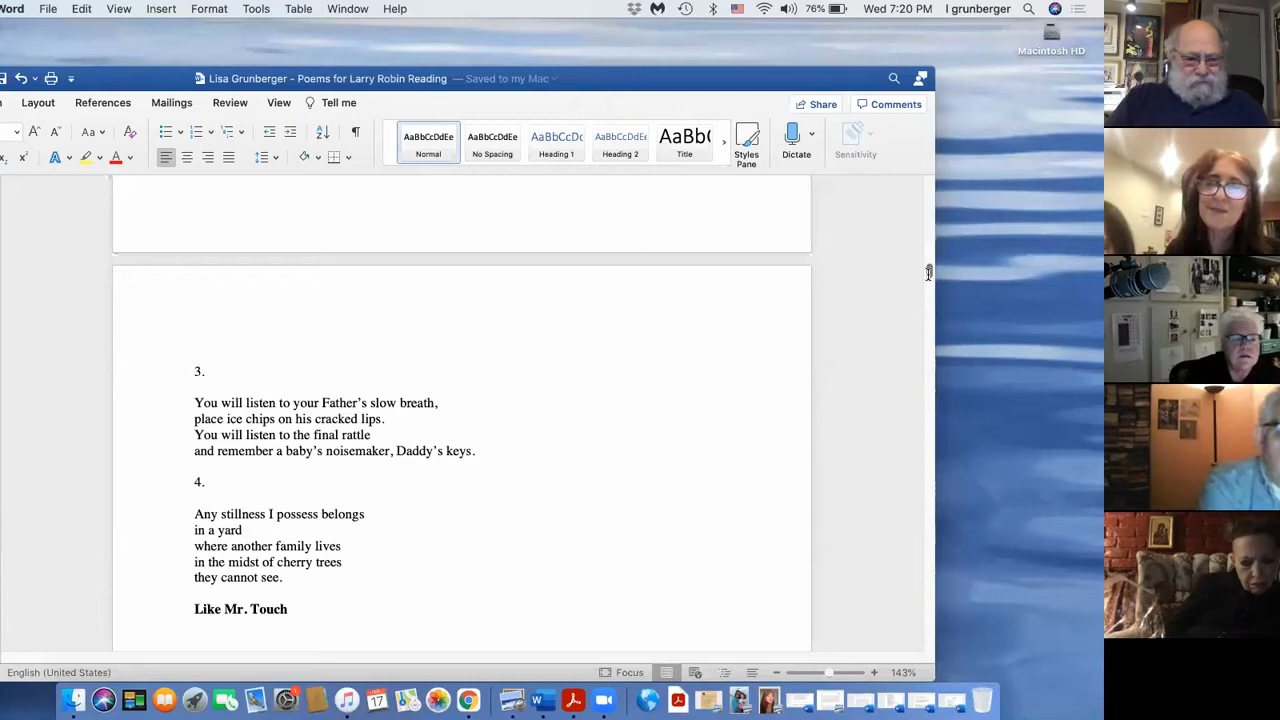 Word File Edit View Insert Format Tools Table Window Help 76% Wed 7:20 PM l grunberger
Macintosh HD
Lisa Grunberger - Poems for Larry Robin Reading — Saved to my Mac
Layout References Mailings Review View Tell me Share Comments
Aa AaBbCcDdEe AaBbCcDdEe AaBbCcDc AaBbCcDdEe AaBb(
A A Normal No Spacing Heading 1 Heading 2 Title Styles Pane Dictate Sensitivity
3.
You will listen to your Father's slow breath,
place ice chips on his cracked lips.
You will listen to the final rattle
and remember a baby's noisemaker, Daddy's keys.
4.
Any stillness I possess belongs
in a yard
where another family lives
in the midst of cherry trees
they cannot see.
Like Mr. Touch
English (United States) Focus 143%
JAN
17